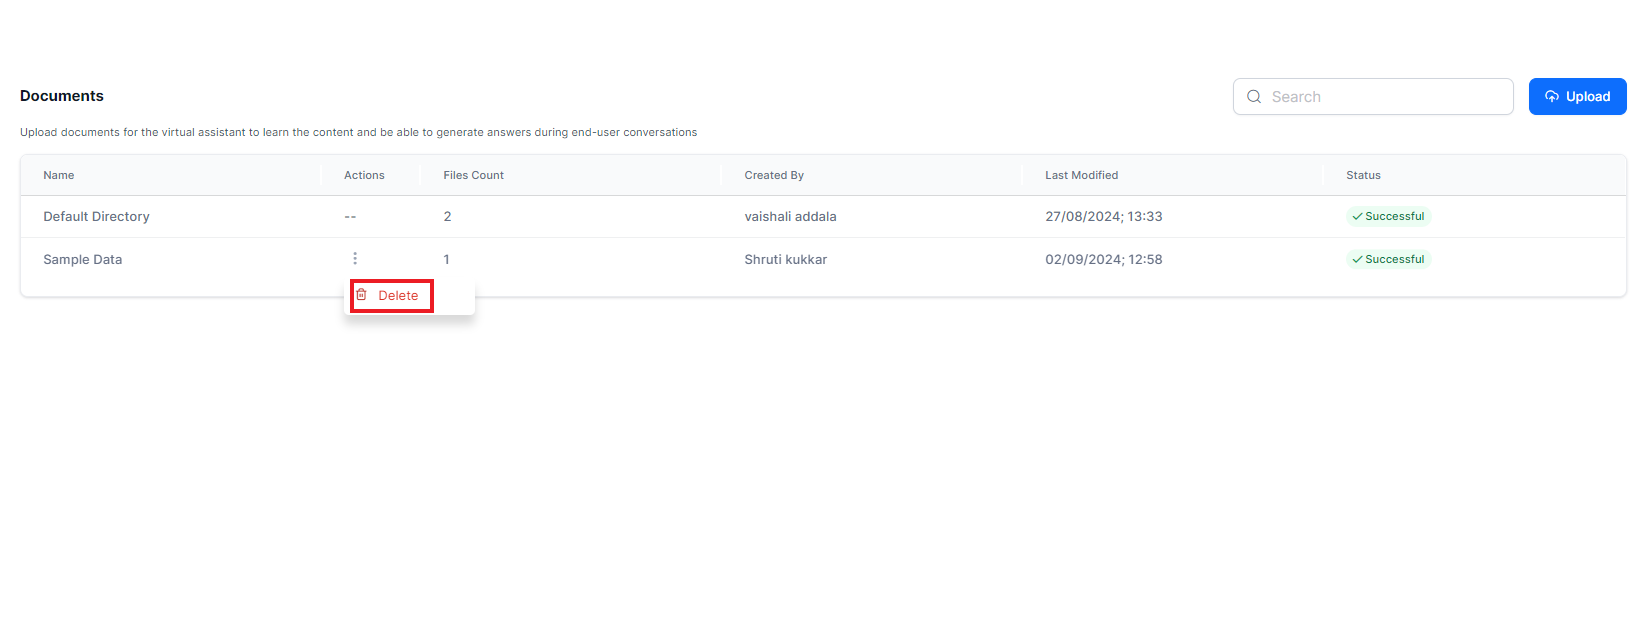 Documents
Search
Upload
Upload documents for the virtual assistant to learn the content and be able to generate answers during end-user conversations
Name Actions Files Count Created By Last Modified Status
Default Directory -- 2 vaishali addala 27/08/2024; 13:33 Successful
Sample Data 1 Shruti kukkar 02/09/2024; 12:58 Successful
Delete